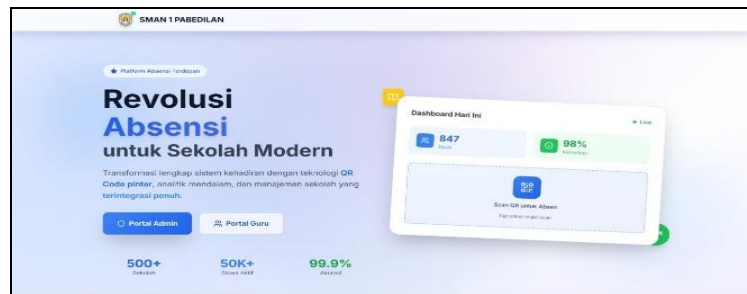 SMAN 1 PABEDILAN
Platform Absensi Terdepan
Revolusi
Absensi
untuk Sekolah Modern
Transformasi lengkap sistem kehadiran dengan teknologi QR
Code pintar, analitik mendalam, dan manajemen sekolah yang
terintegrasi penuh.
Portal Admin
Portal Guru
500+
Sekolah
50K+
Siswa Aktif
99.9%
Akurasi
Dashboard Hari Ini
Live
847
98%
Kehadiran
Scan QR untuk Absen